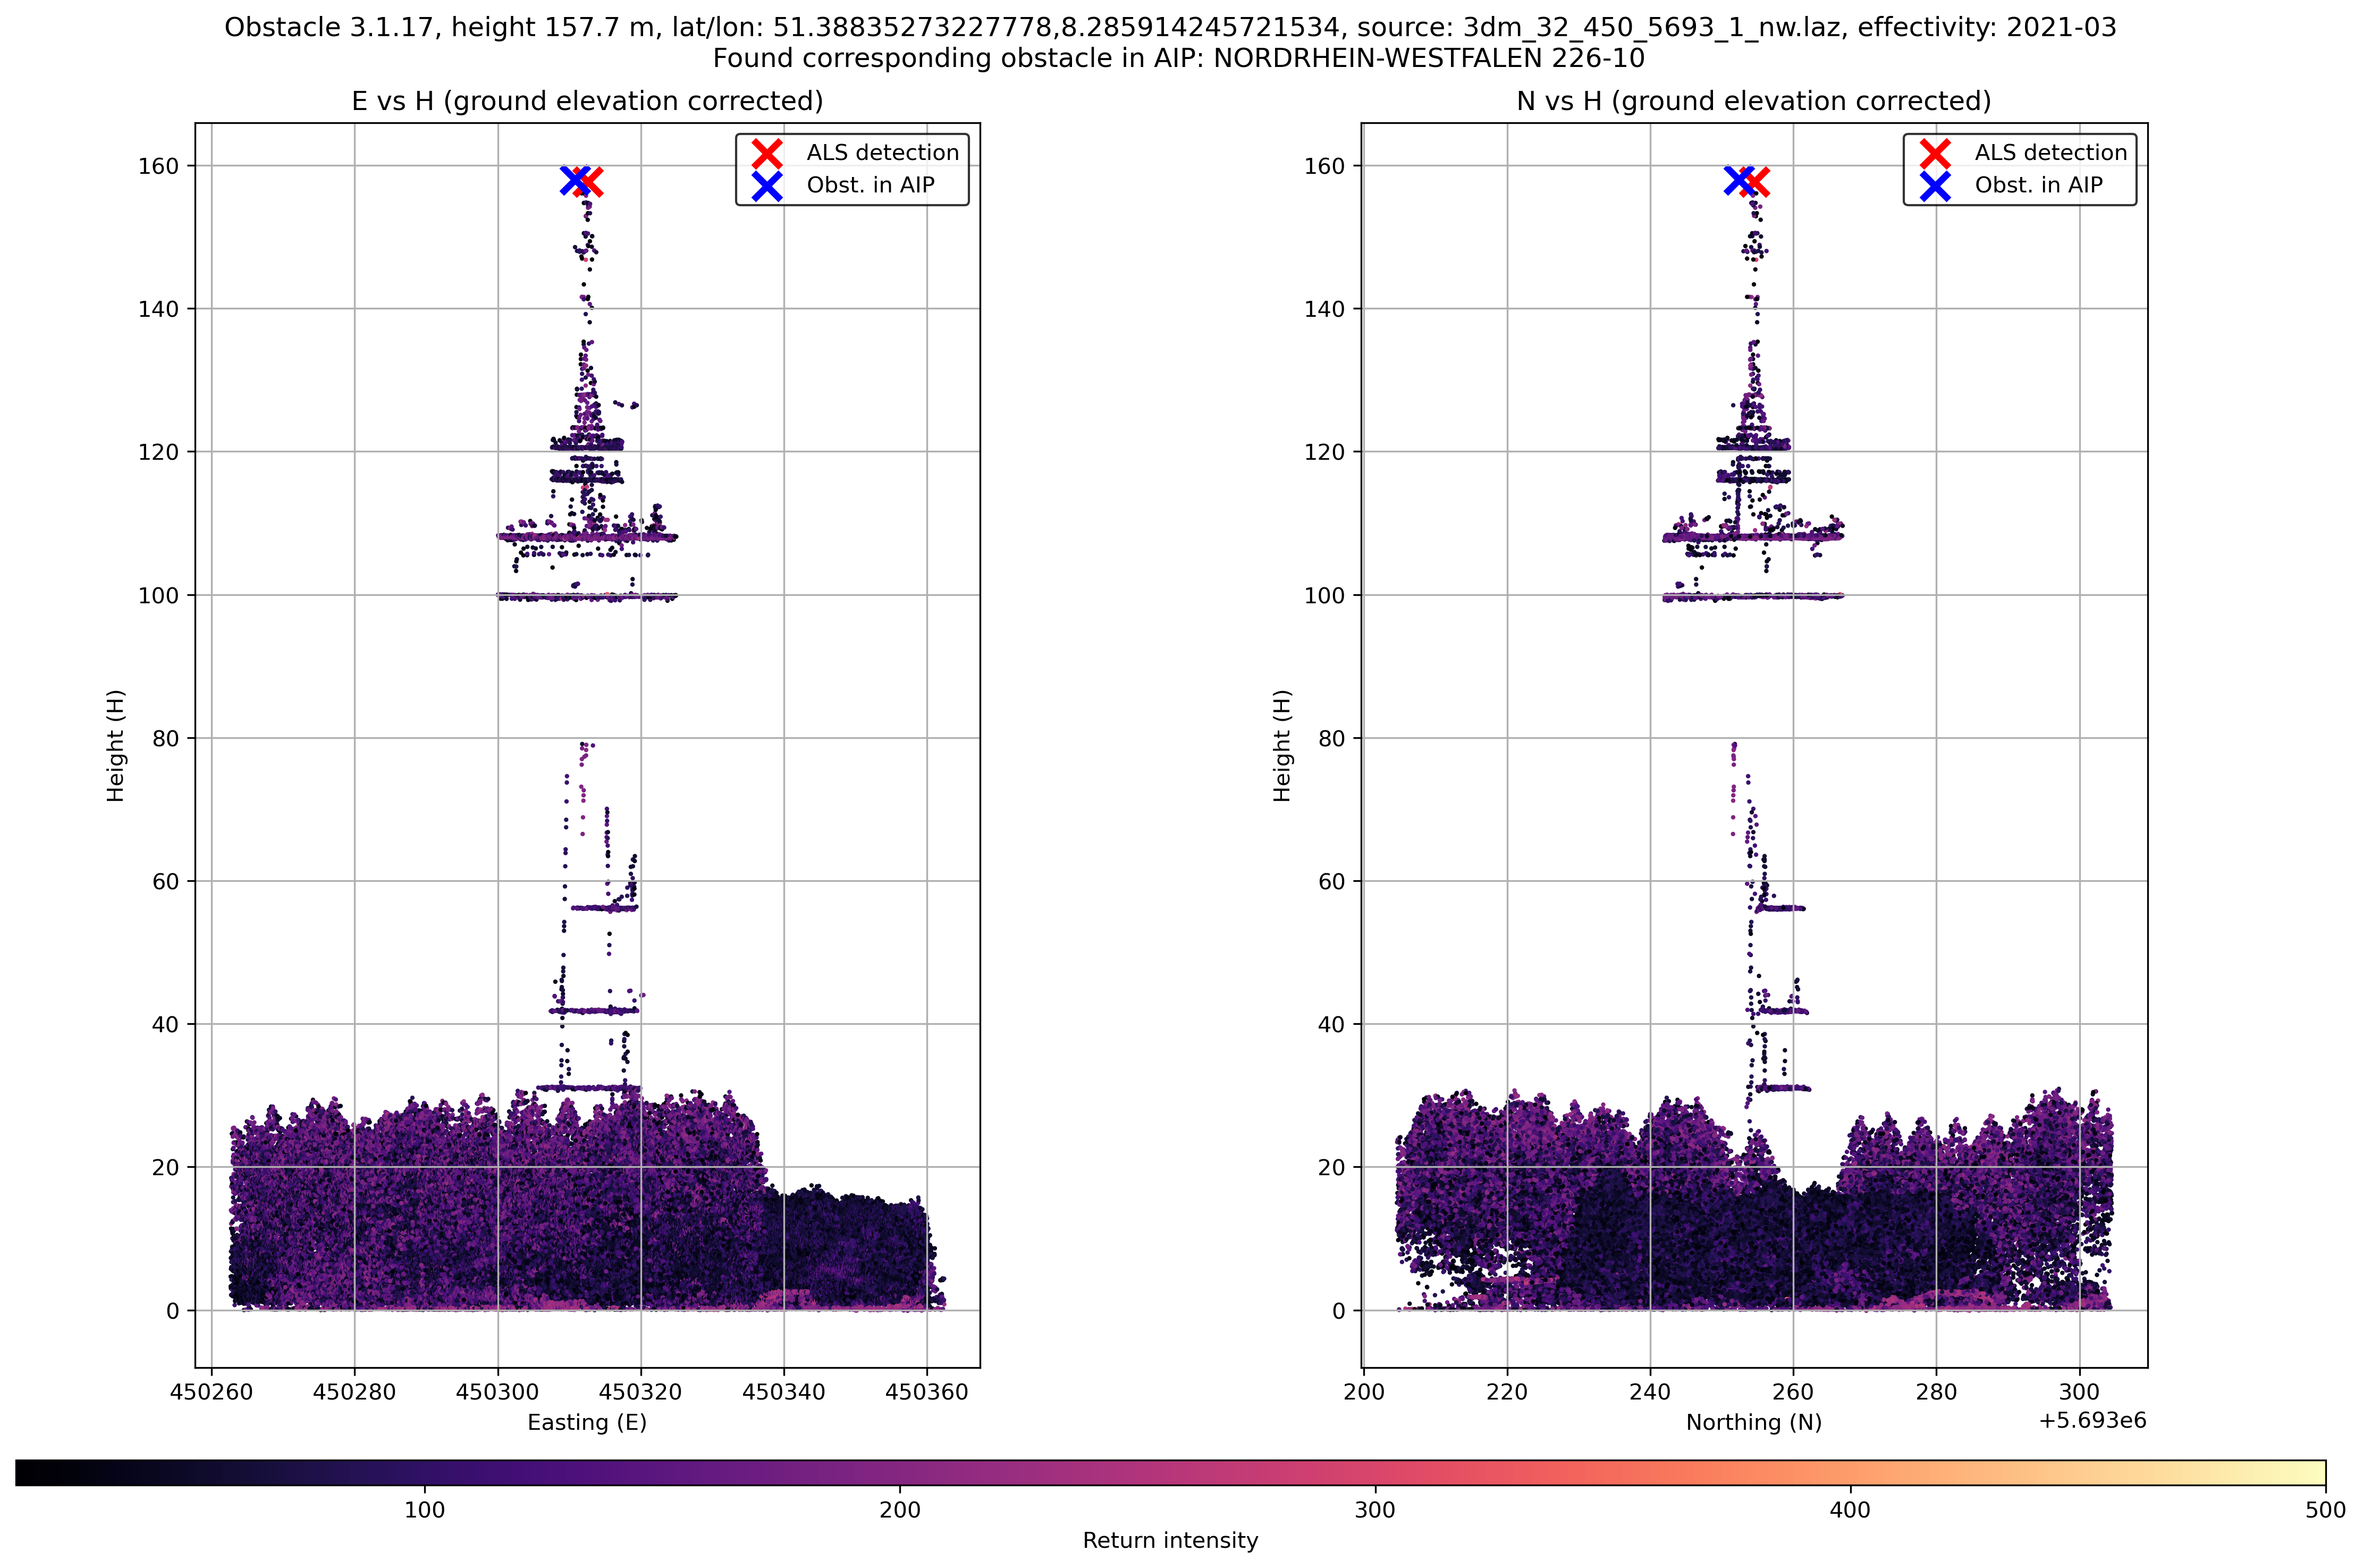 Obstacle 3.1.17, height 157.7 m, lat/lon: 51.38835273227778,8.285914245721534, source: 3dm_32_450_5693_1_nw.laz, effectivity: 2021-03
Found corresponding obstacle in AIP: NORDRHEIN-WESTFALEN 226-10
E vs H (ground elevation corrected)
ALS detection
Obst. in AIP
160
140
120
100
80
60
40
20
0
Height (H)
450260 450280 450300 450320 450340 450360
Easting (E)
N vs H (ground elevation corrected)
ALS detection
Obst. in AIP
160
140
120
100
80
60
40
20
0
Height (H)
200 220 240 260 280 300
Northing (N)
+5.693e6
100 200 300 400 500
Return intensity